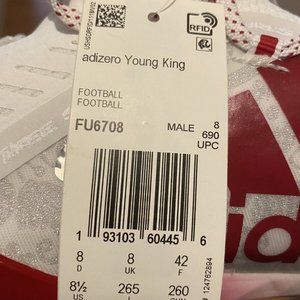 RFID
adizero Young King
FOOTBALL
FOOTBALL
FU6708
MALE 8
690
UPC
1 93103 60445 6
8 8 42
D UK F
8½ 265 L 260
US
124762894